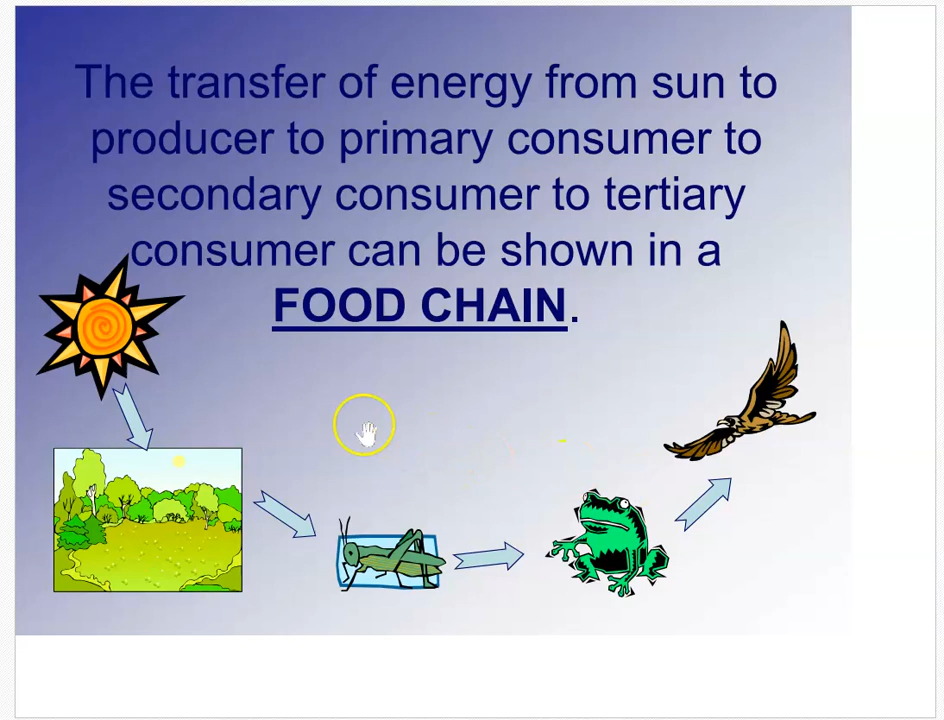 The transfer of energy from sun to
producer to primary consumer to
secondary consumer to tertiary
consumer can be shown in a
FOOD CHAIN.